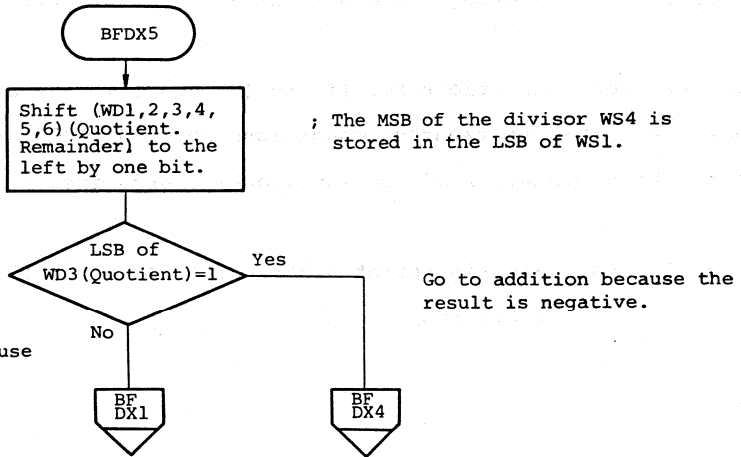 BFDX5
Shift (WD1,2,3,4,
5,6)(Quotient.
Remainder) to the
left by one bit.
; The MSB of the divisor WS4 is
stored in the LSB of WS1.
LSB of
WD3(Quotient)=1
Yes
Go to addition because the
result is negative.
No
use
BF
DX1
BF
DX4